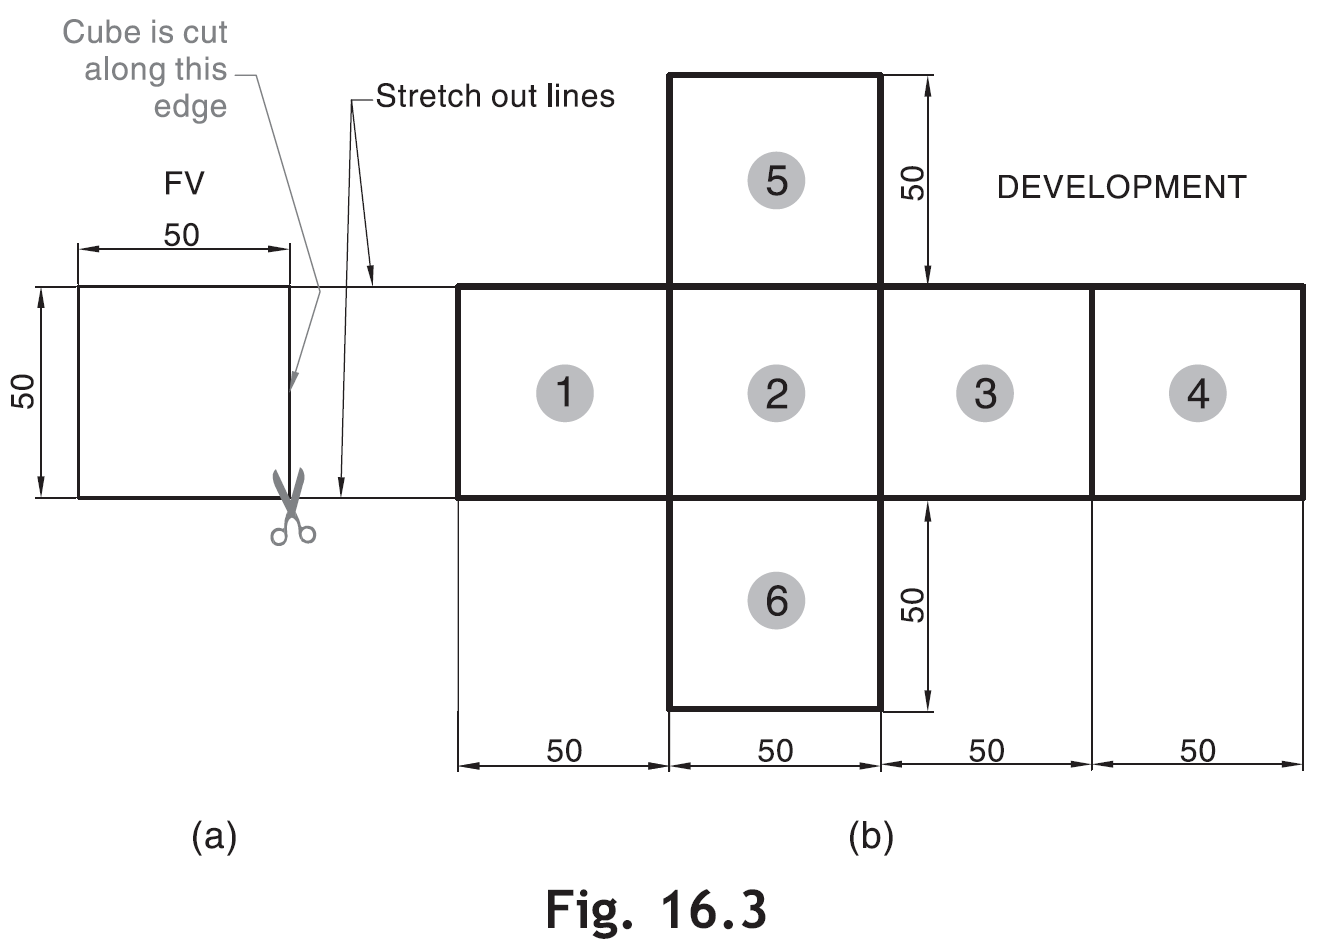 Cube is cut
along this
edge
Stretch out lines
FV
50
50
5
50
DEVELOPMENT
1
2
3
4
6
50
50
50
50
50
(a)
(b)
Fig. 16.3